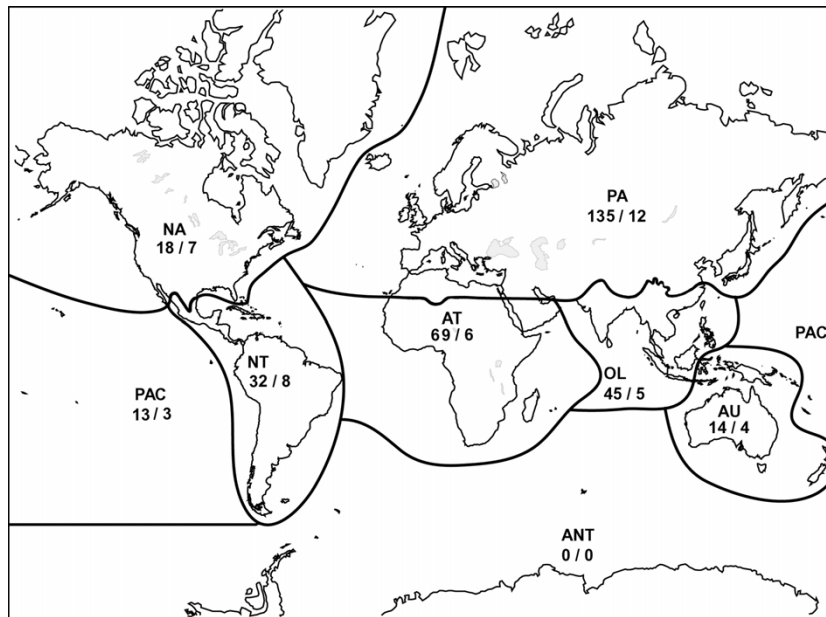 PA
135 / 12
NA
18 / 7
AT
69 / 6
PAC
NT
32 / 8
OL
45 / 5
PAC
13 / 3
AU
14 / 4
ANT
0 / 0